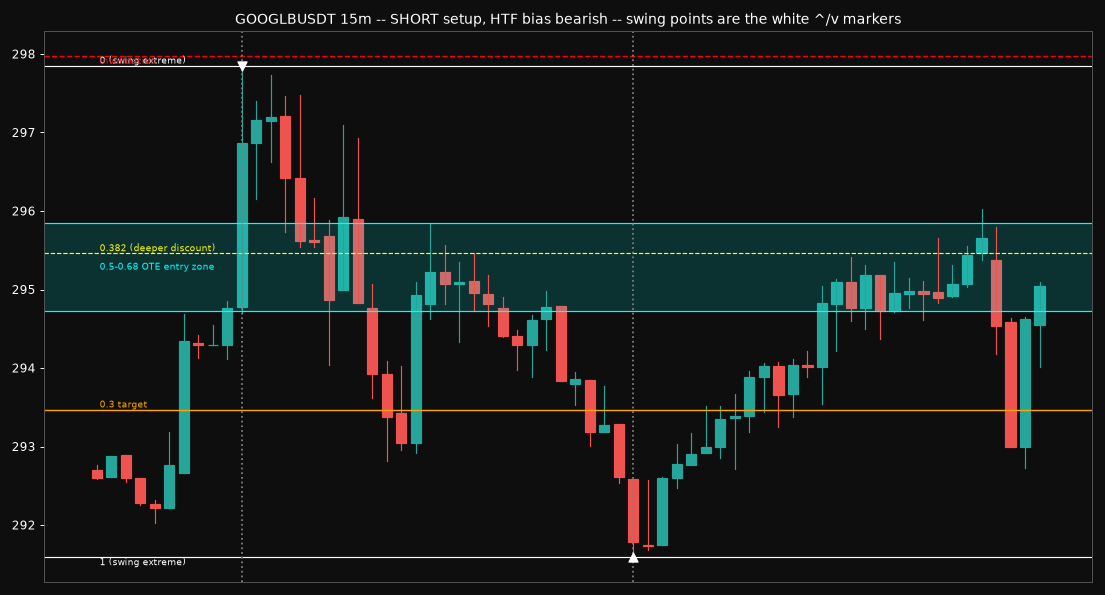 GOOGLBUSDT 15m -- SHORT setup, HTF bias bearish -- swing points are the white ^/v markers
298
0 (swing extreme)
297
296
0.382 (deeper discount)
0.5-0.68 OTE entry zone
295
294
0.3 target
293
292
1 (swing extreme)